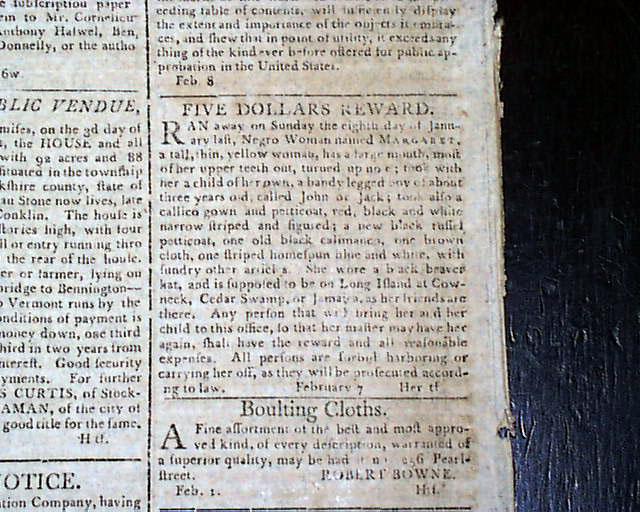 e subscription paper
ein to Mr. Cornelieur
Anthony Halwel, Ben,
Donnelly, or the autho
6w
BLIC VENDUE,
mises, on the 3d day of
, the HOUSE and all
with 92 acres and 88
situated in the township
kshire county, state of
an Stone now lives, late
Conklin. The house is
stories high, with four
ll or entry running thro
the rear of the house.
er or farmer, lying on
bridge to Bennington—
o Vermont runs by the
onditions of payment is
money down, one third
third in two years from
nterest. Good security
yments. For further
S CURTIS, of Stock-
AMAN, of the city of
good title for the same.
H tf.
OTICE.
ation Company, having
ceding table of contents, will sufficiently display
the extent and importance of the objects it embra-
ces, and shew that in point of utility, it exceeds any
thing of the kind ever before offered for public ap-
probation in the United States.
Feb. 8
FIVE DOLLARS REWARD.
RAN away on Sunday the eighth day of Janu-
ary last, Negro Woman named MARGARET,
a tall, thin, yellow woman, has a large mouth, most
of her upper teeth out, turned up nose; took with
her a child of her own, a bandy legged boy of about
three years old, called John or Jack; took also a
callico gown and petticoat, red, black and white
narrow striped and figured; a new black russel
petticoat, one old black calimanca, one brown
cloth, one striped homespun blue and white, with
sundry other articles. She wore a black beaver
hat, and is supposed to be on Long Island at Cow-
neck, Cedar Swamp, or Jamaica, as her friends are
there. Any person that will bring her and her
child to this office, so that her master may have her
again, shall have the reward and all reasonable
expenses. All persons are forbid harboring or
carrying her off, as they will be prosecuted accord-
ing to law. February 7 Her tf.
Boulting Cloths.
A Fine assortment of the best and most appro-
ved kind, of every description, warranted of
a superior quality, may be had 256 Pearl-
street. ROBERT BOWNE.
Feb. 1. H tf.